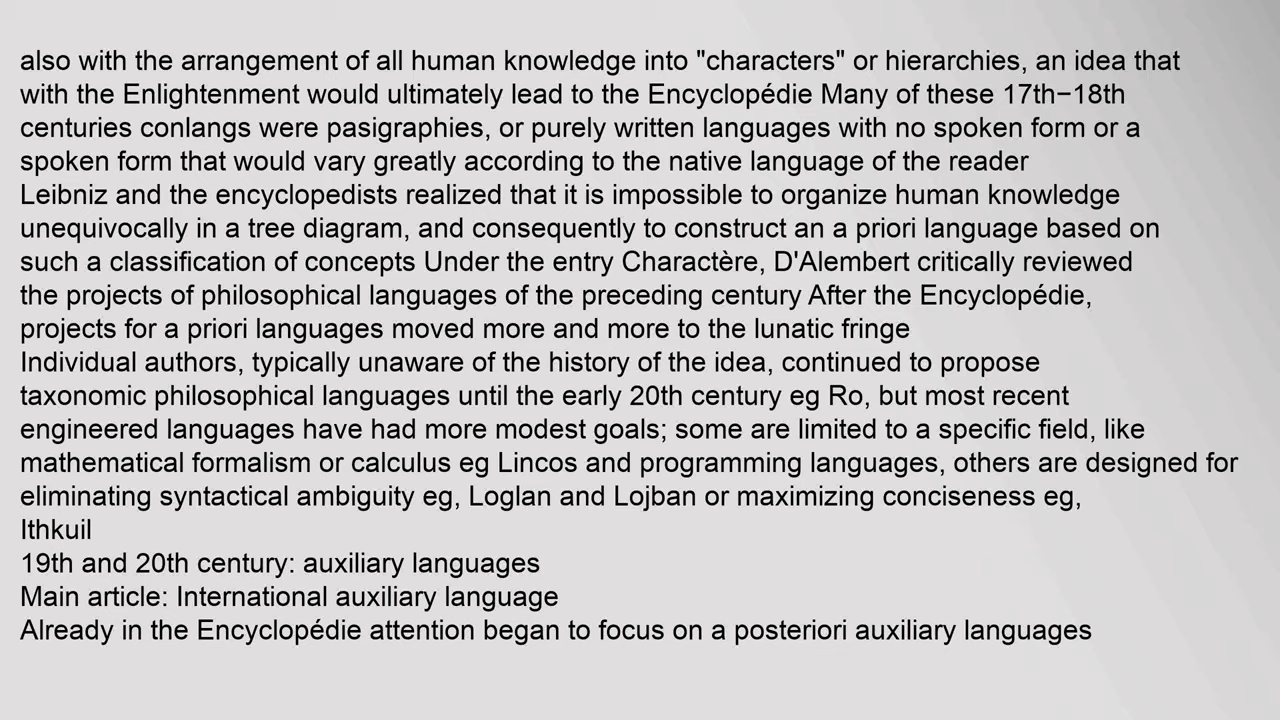 also with the arrangement of all human knowledge into "characters" or hierarchies, an idea that
with the Enlightenment would ultimately lead to the Encyclopédie Many of these 17th−18th
centuries conlangs were pasigraphies, or purely written languages with no spoken form or a
spoken form that would vary greatly according to the native language of the reader
Leibniz and the encyclopedists realized that it is impossible to organize human knowledge
unequivocally in a tree diagram, and consequently to construct an a priori language based on
such a classification of concepts Under the entry Charactère, D'Alembert critically reviewed
the projects of philosophical languages of the preceding century After the Encyclopédie,
projects for a priori languages moved more and more to the lunatic fringe
Individual authors, typically unaware of the history of the idea, continued to propose
taxonomic philosophical languages until the early 20th century eg Ro, but most recent
engineered languages have had more modest goals; some are limited to a specific field, like
mathematical formalism or calculus eg Lincos and programming languages, others are designed for
eliminating syntactical ambiguity eg, Loglan and Lojban or maximizing conciseness eg,
Ithkuil
19th and 20th century: auxiliary languages
Main article: International auxiliary language
Already in the Encyclopédie attention began to focus on a posteriori auxiliary languages